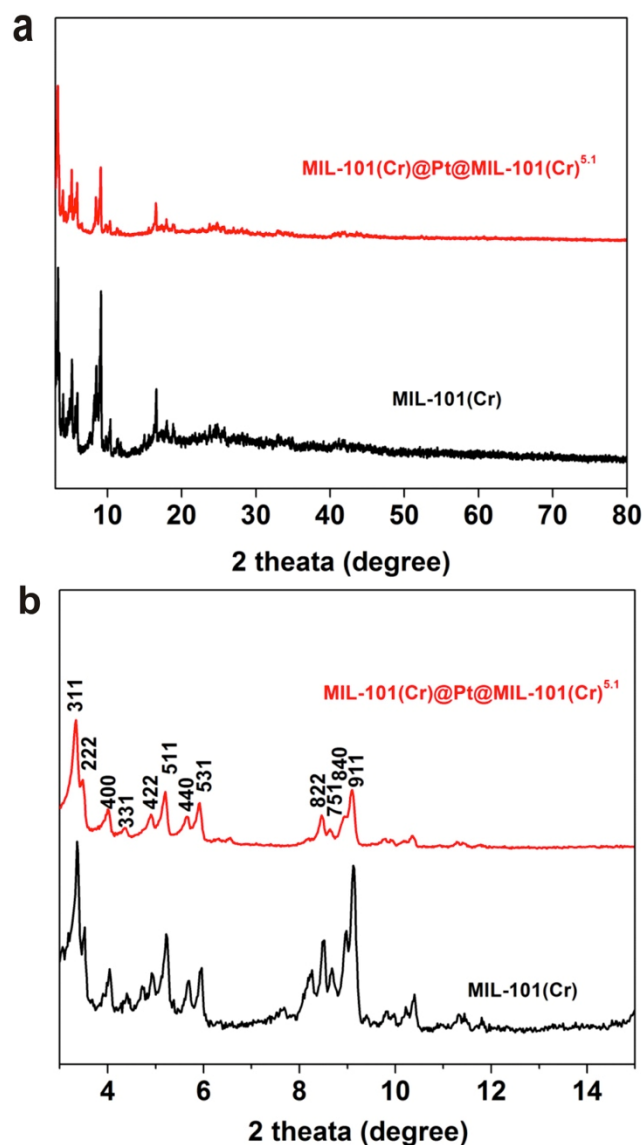 a
MIL-101(Cr)@Pt@MIL-101(Cr)5.1
MIL-101(Cr)
10 20 30 40 50 60 70 80
2 theata (degree)
b
MIL-101(Cr)@Pt@MIL-101(Cr)5.1
311
222
400
331
422
511
440
531
822
751
840
911
MIL-101(Cr)
4 6 8 10 12 14
2 theata (degree)